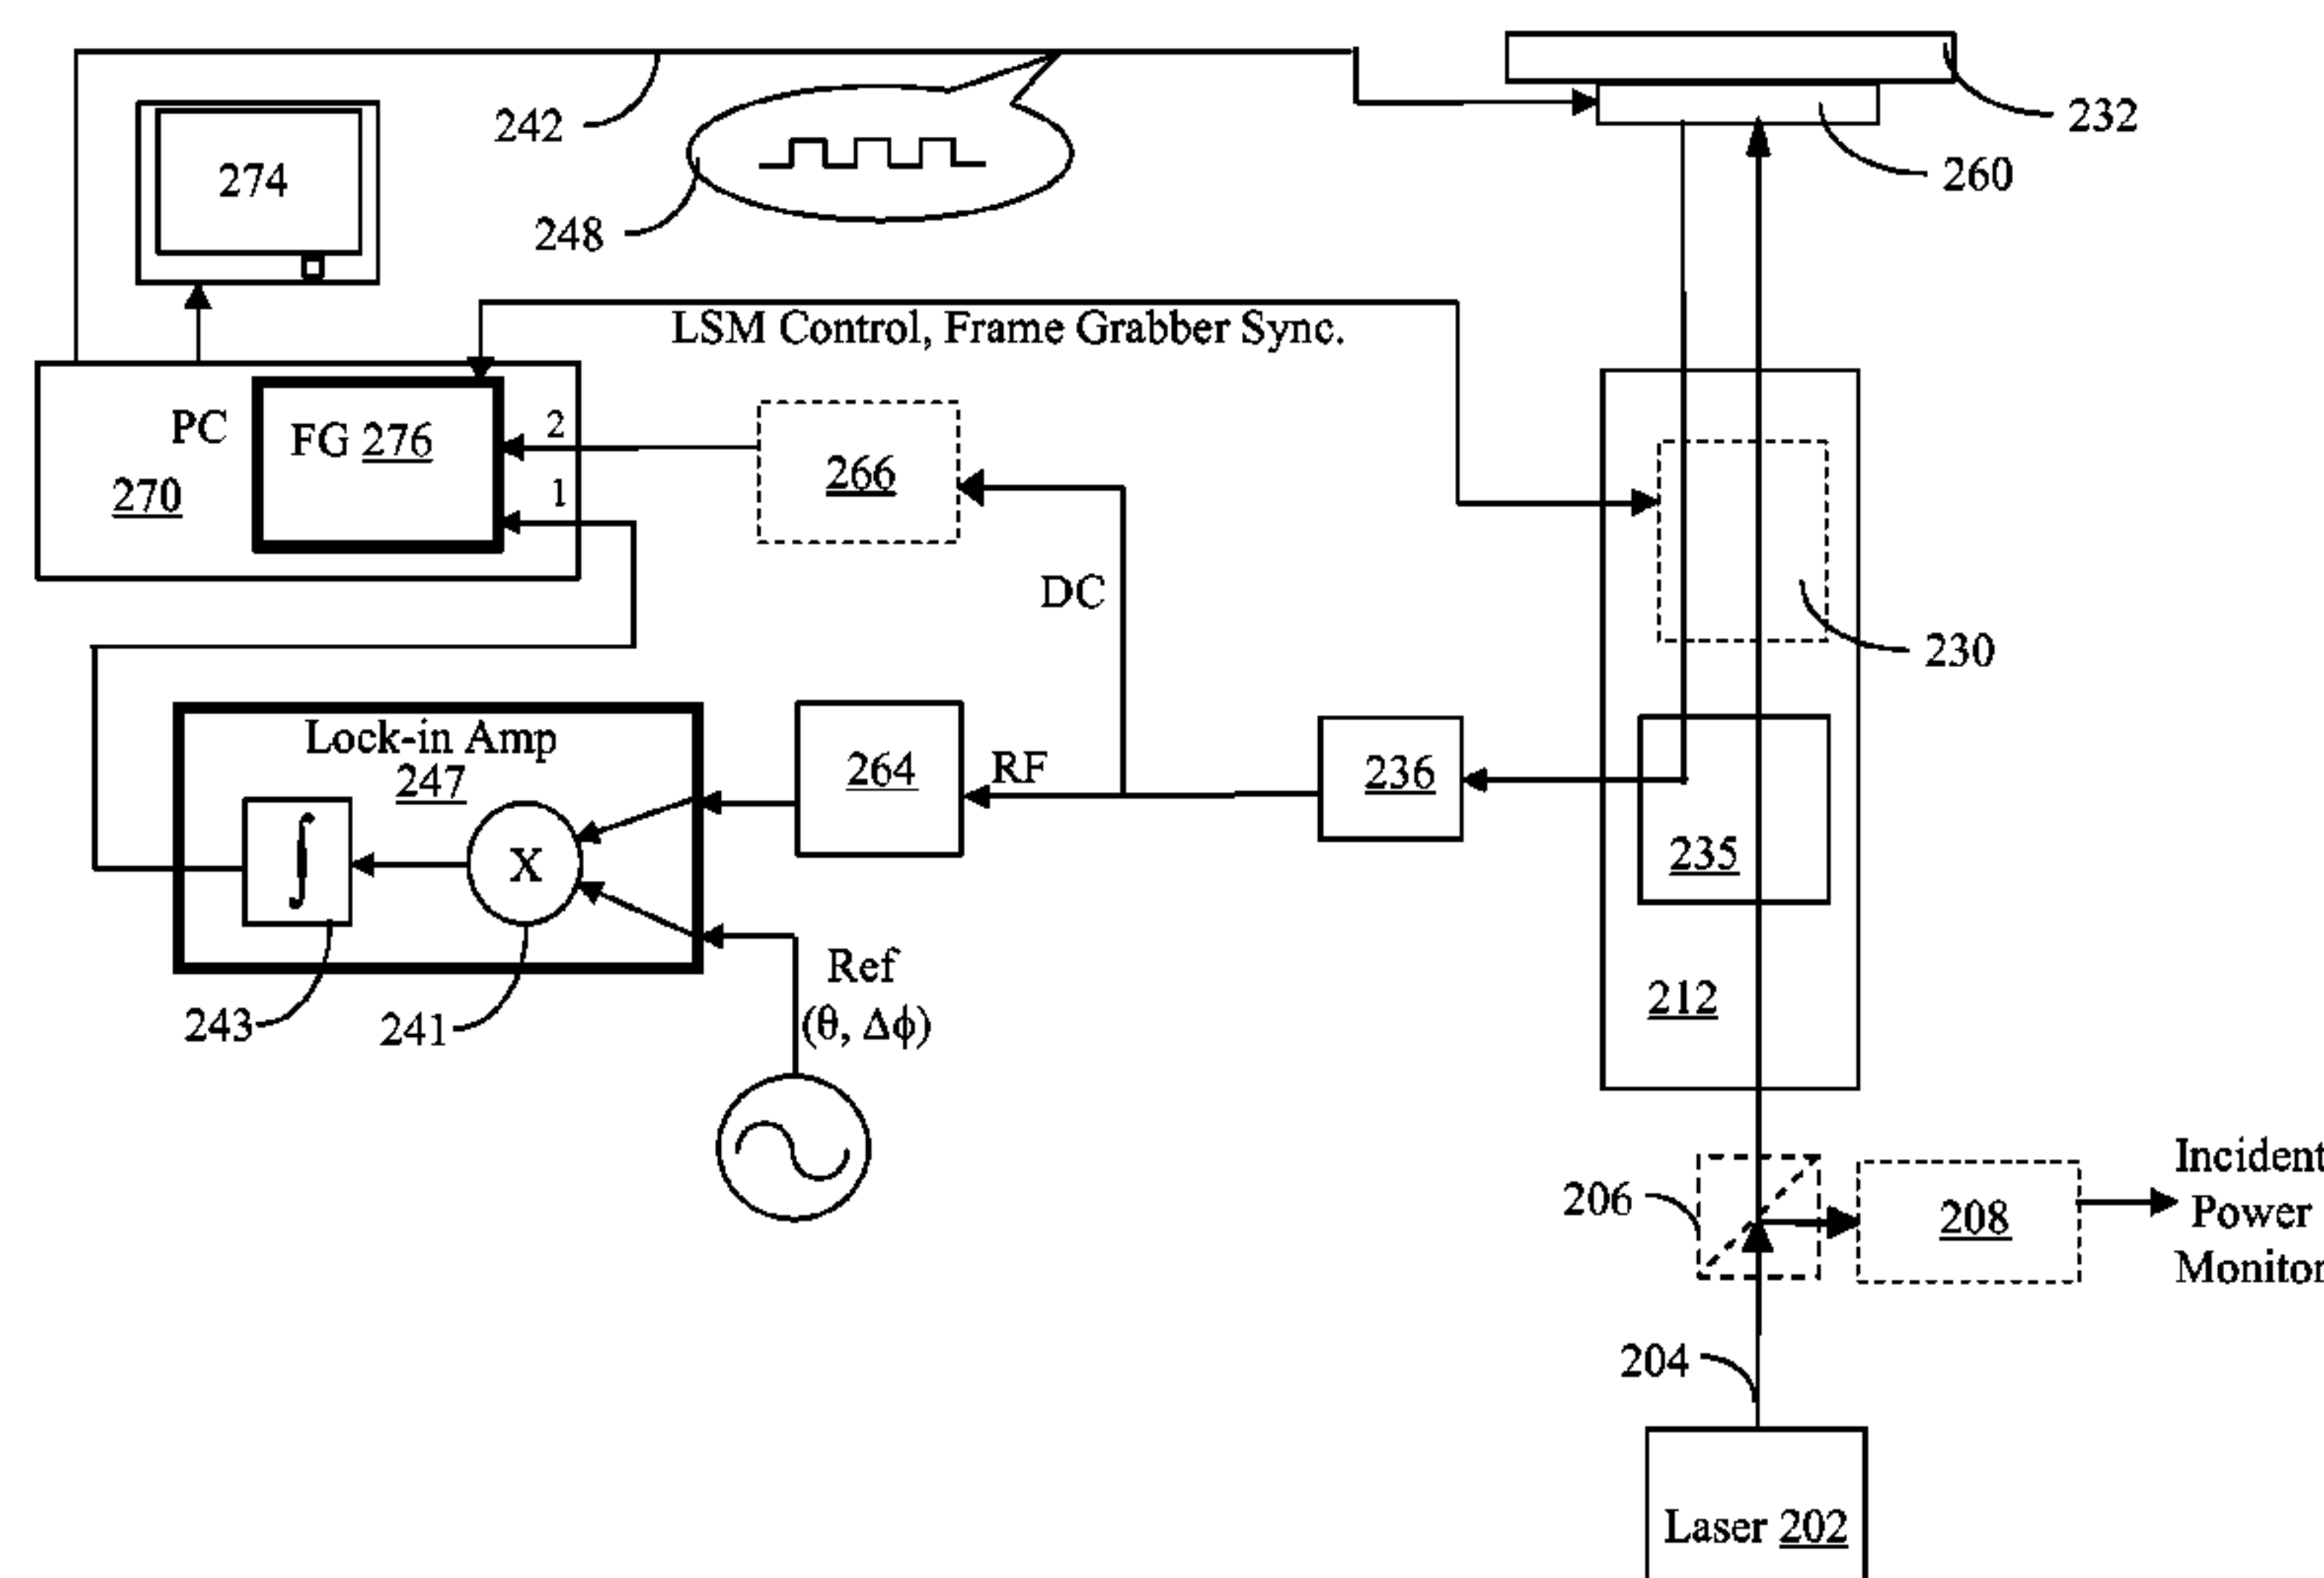 232
242
260
274
248
LSM Control, Frame Grabber Sync.
PC
FG 276
2
266
270
1
DC
230
Lock-in Amp
247
264
RF
236
X
235
Ref
(θ, Δϕ)
243
241
212
Incident
Power
Monitor
206
208
204
Laser 202